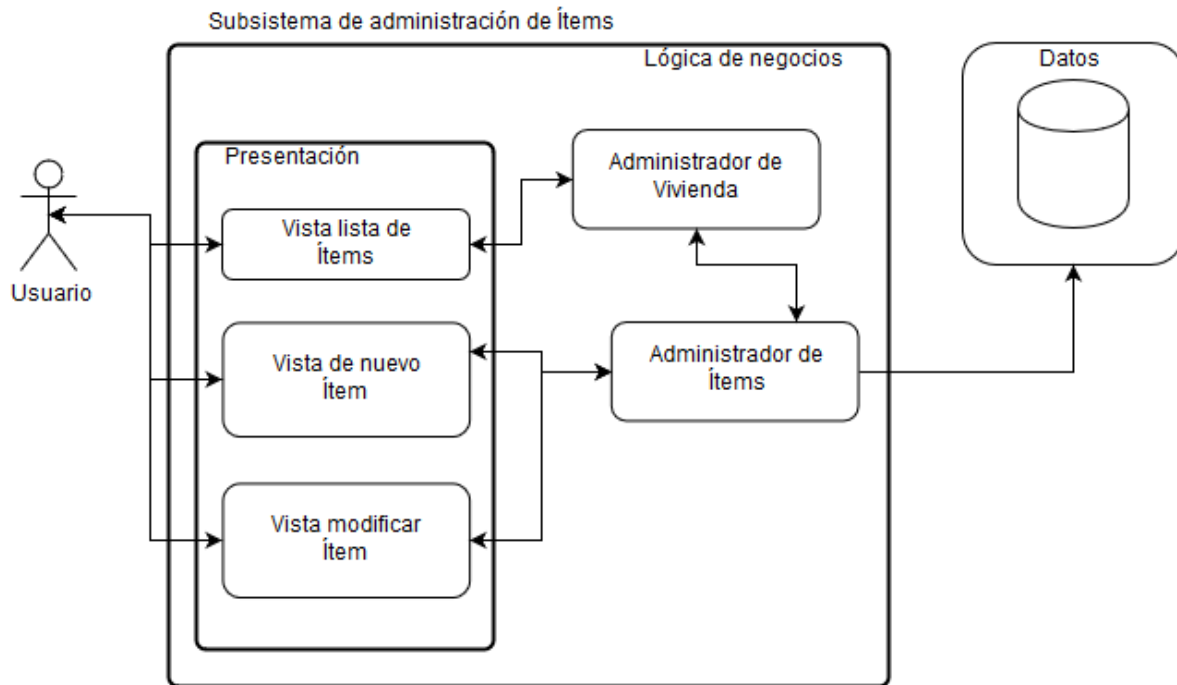 Subsistema de administración de Ítems
Lógica de negocios
Datos
Presentación
Administrador de
Vivienda
Vista lista de
Ítems
Usuario
Vista de nuevo
Ítem
Administrador de
Ítems
Vista modificar
Ítem